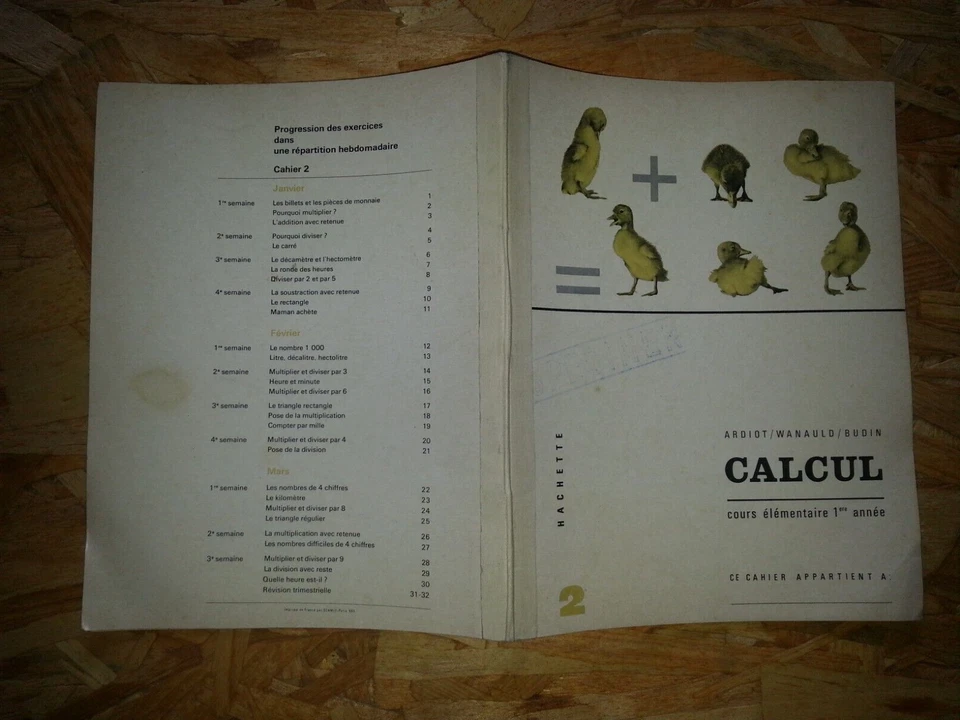 Progression des exercices
dans
une répartition hebdomadaire
Cahier 2
Janvier
1re semaine Les billets et les pièces de monnaie 1
Pourquoi multiplier ? 2
L'addition avec retenue 3
2e semaine Pourquoi diviser ? 4
Le carré 5
3e semaine Le décamètre et l'hectomètre 6
La ronde des heures 7
Diviser par 2 et par 5 8
4e semaine La soustraction avec retenue 9
Le rectangle 10
Maman achète 11
Février
1re semaine Le nombre 1 000 12
Litre, décalitre, hectolitre 13
2e semaine Multiplier et diviser par 3 14
Heure et minute 15
Multiplier et diviser par 6 16
3e semaine Le triangle rectangle 17
Pose de la multiplication 18
Compter par mille 19
4e semaine Multiplier et diviser par 4 20
Pose de la division 21
Mars
1re semaine Les nombres de 4 chiffres 22
Le kilomètre 23
Multiplier et diviser par 8 24
Le triangle régulier 25
2e semaine La multiplication avec retenue 26
Les nombres difficiles de 4 chiffres 27
3e semaine Multiplier et diviser par 9 28
La division avec reste 29
Quelle heure est-il ? 30
Révision trimestrielle 31-32
+
=
ARDIOT/WANAULD/BUDIN
CALCUL
cours élémentaire 1ère année
HACHETTE
CE CAHIER APPARTIENT A:
2